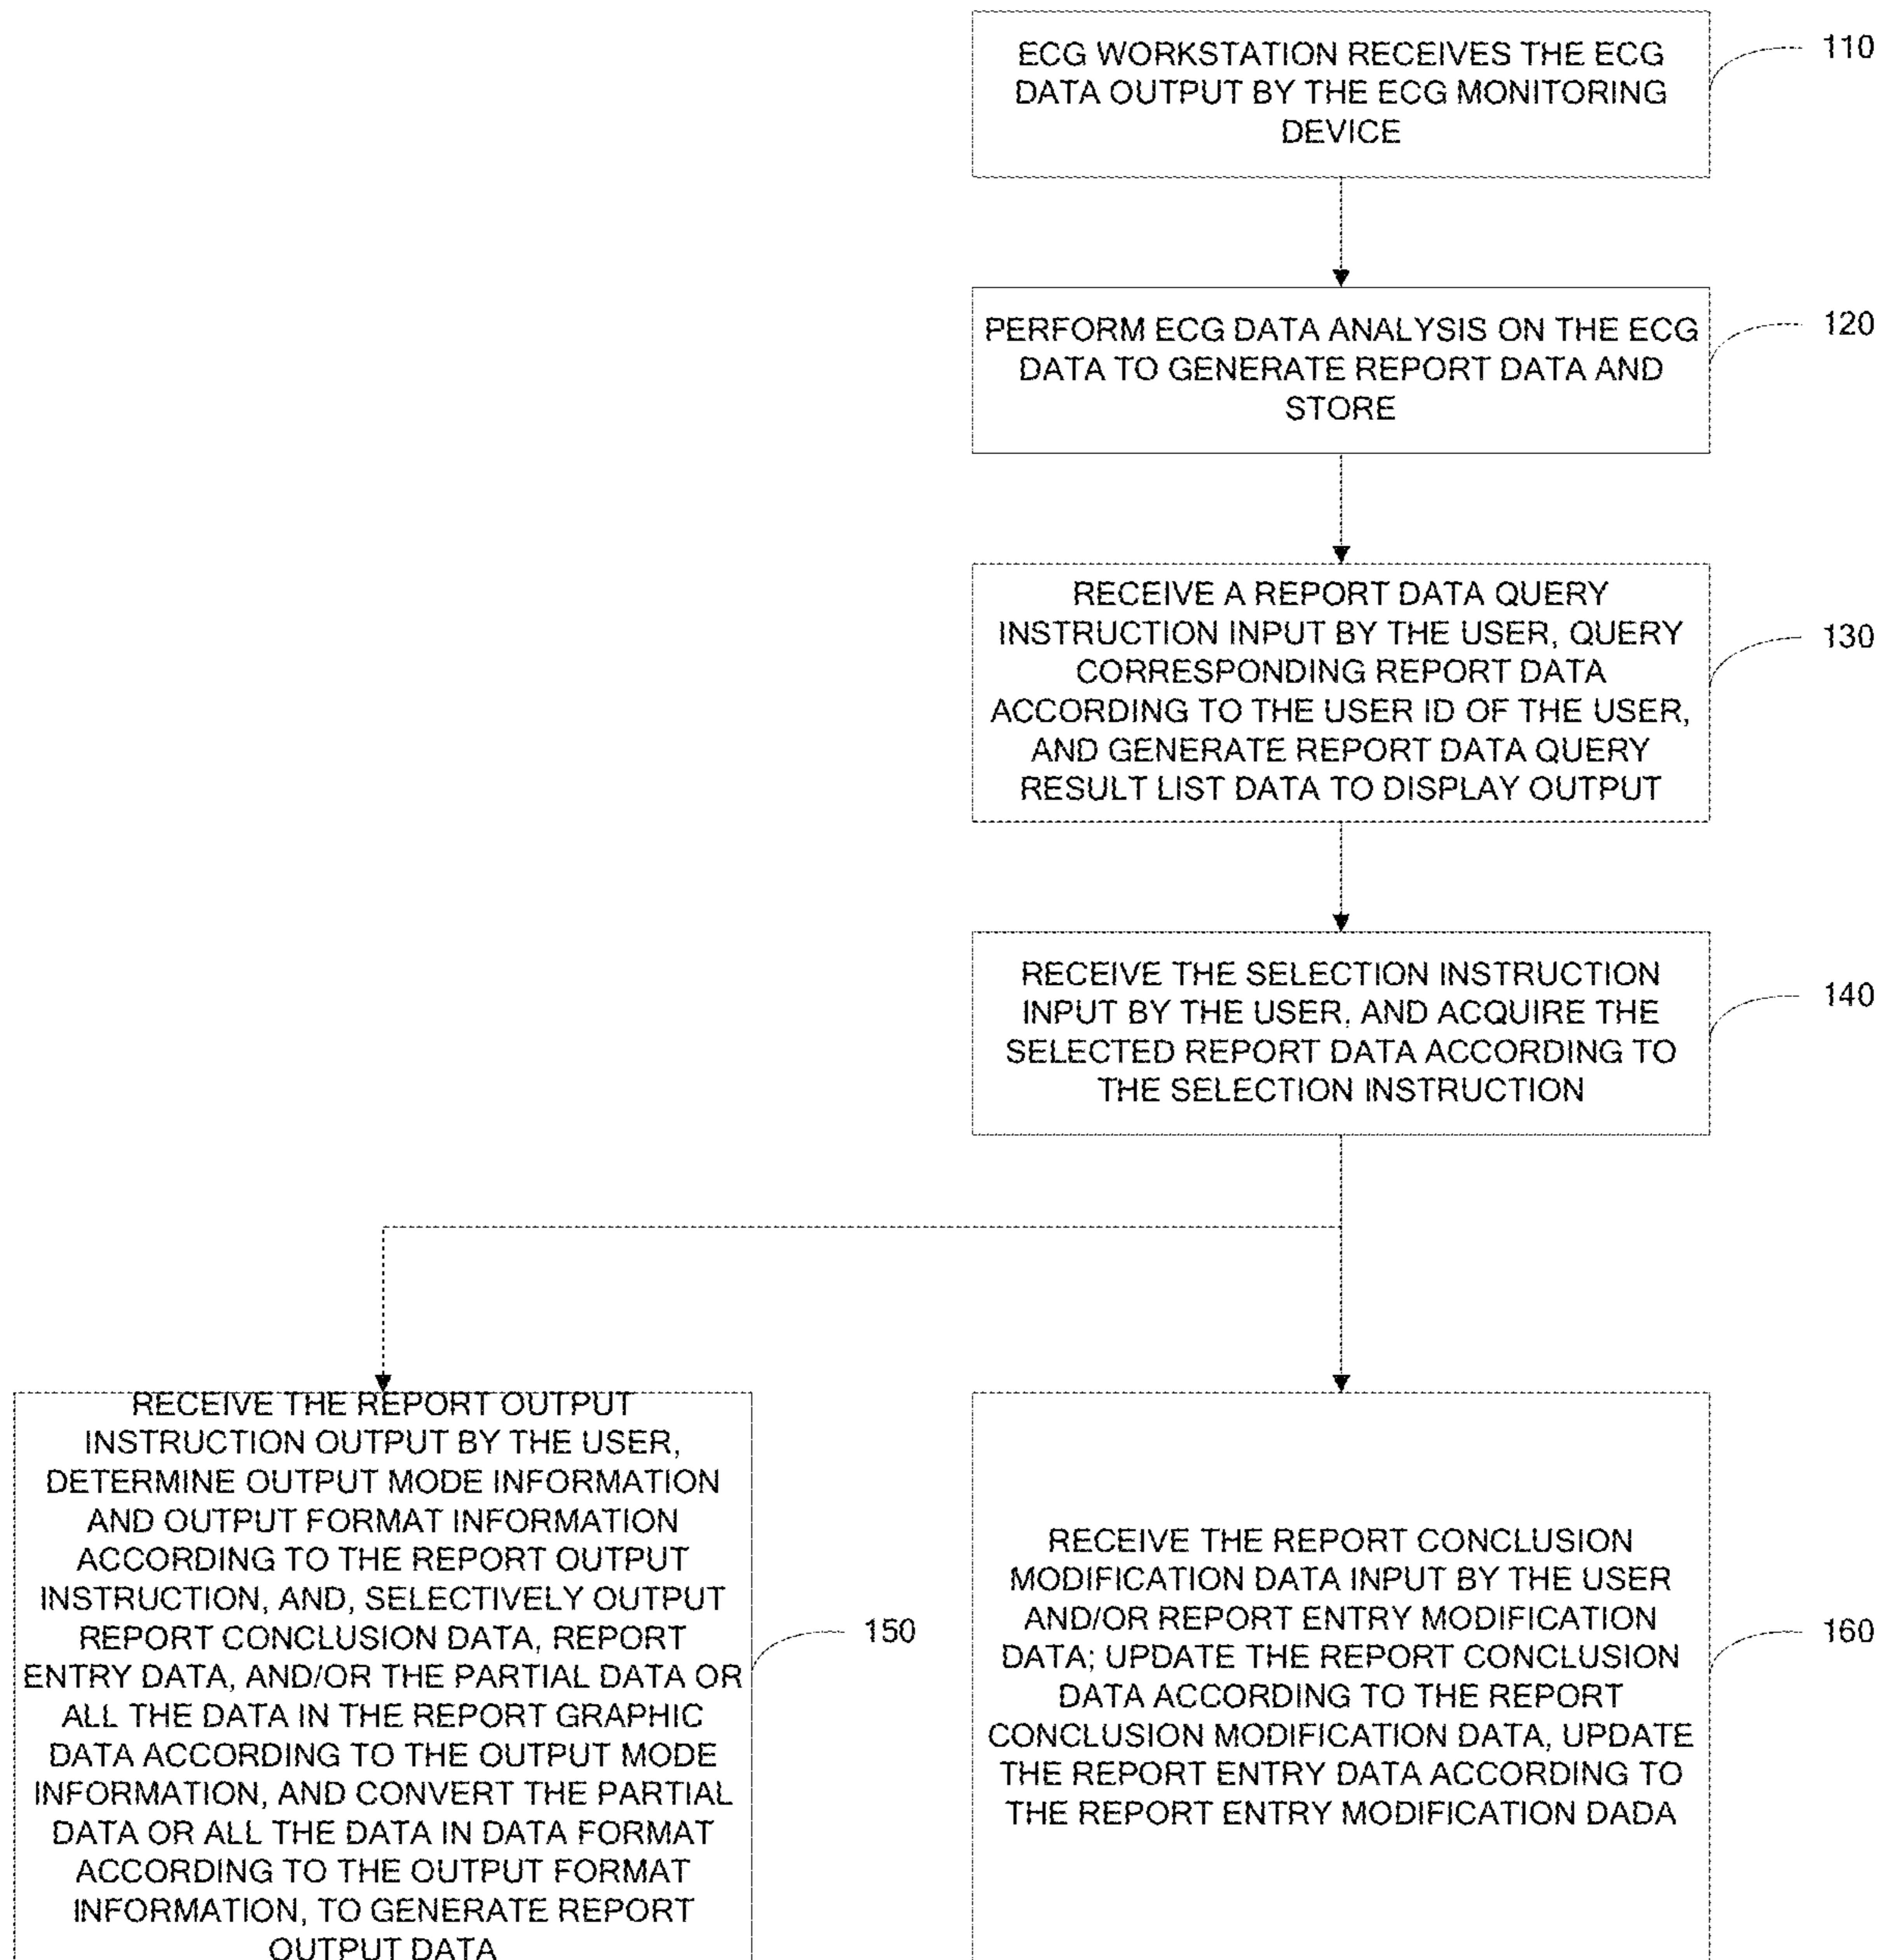 ECG WORKSTATION RECEIVES THE ECG
DATA OUTPUT BY THE ECG MONITORING
DEVICE
110
PERFORM ECG DATA ANALYSIS ON THE ECG
DATA TO GENERATE REPORT DATA AND
STORE
120
RECEIVE A REPORT DATA QUERY
INSTRUCTION INPUT BY THE USER, QUERY
CORRESPONDING REPORT DATA
ACCORDING TO THE USER ID OF THE USER,
AND GENERATE REPORT DATA QUERY
RESULT LIST DATA TO DISPLAY OUTPUT
130
RECEIVE THE SELECTION INSTRUCTION
INPUT BY THE USER, AND ACQUIRE THE
SELECTED REPORT DATA ACCORDING TO
THE SELECTION INSTRUCTION
140
RECEIVE THE REPORT OUTPUT
INSTRUCTION OUTPUT BY THE USER,
DETERMINE OUTPUT MODE INFORMATION
AND OUTPUT FORMAT INFORMATION
ACCORDING TO THE REPORT OUTPUT
INSTRUCTION, AND, SELECTIVELY OUTPUT
REPORT CONCLUSION DATA, REPORT
ENTRY DATA, AND/OR THE PARTIAL DATA OR
ALL THE DATA IN THE REPORT GRAPHIC
DATA ACCORDING TO THE OUTPUT MODE
INFORMATION, AND CONVERT THE PARTIAL
DATA OR ALL THE DATA IN DATA FORMAT
ACCORDING TO THE OUTPUT FORMAT
INFORMATION, TO GENERATE REPORT
OUTPUT DATA
150
RECEIVE THE REPORT CONCLUSION
MODIFICATION DATA INPUT BY THE USER
AND/OR REPORT ENTRY MODIFICATION
DATA; UPDATE THE REPORT CONCLUSION
DATA ACCORDING TO THE REPORT
CONCLUSION MODIFICATION DATA, UPDATE
THE REPORT ENTRY DATA ACCORDING TO
THE REPORT ENTRY MODIFICATION DADA
160